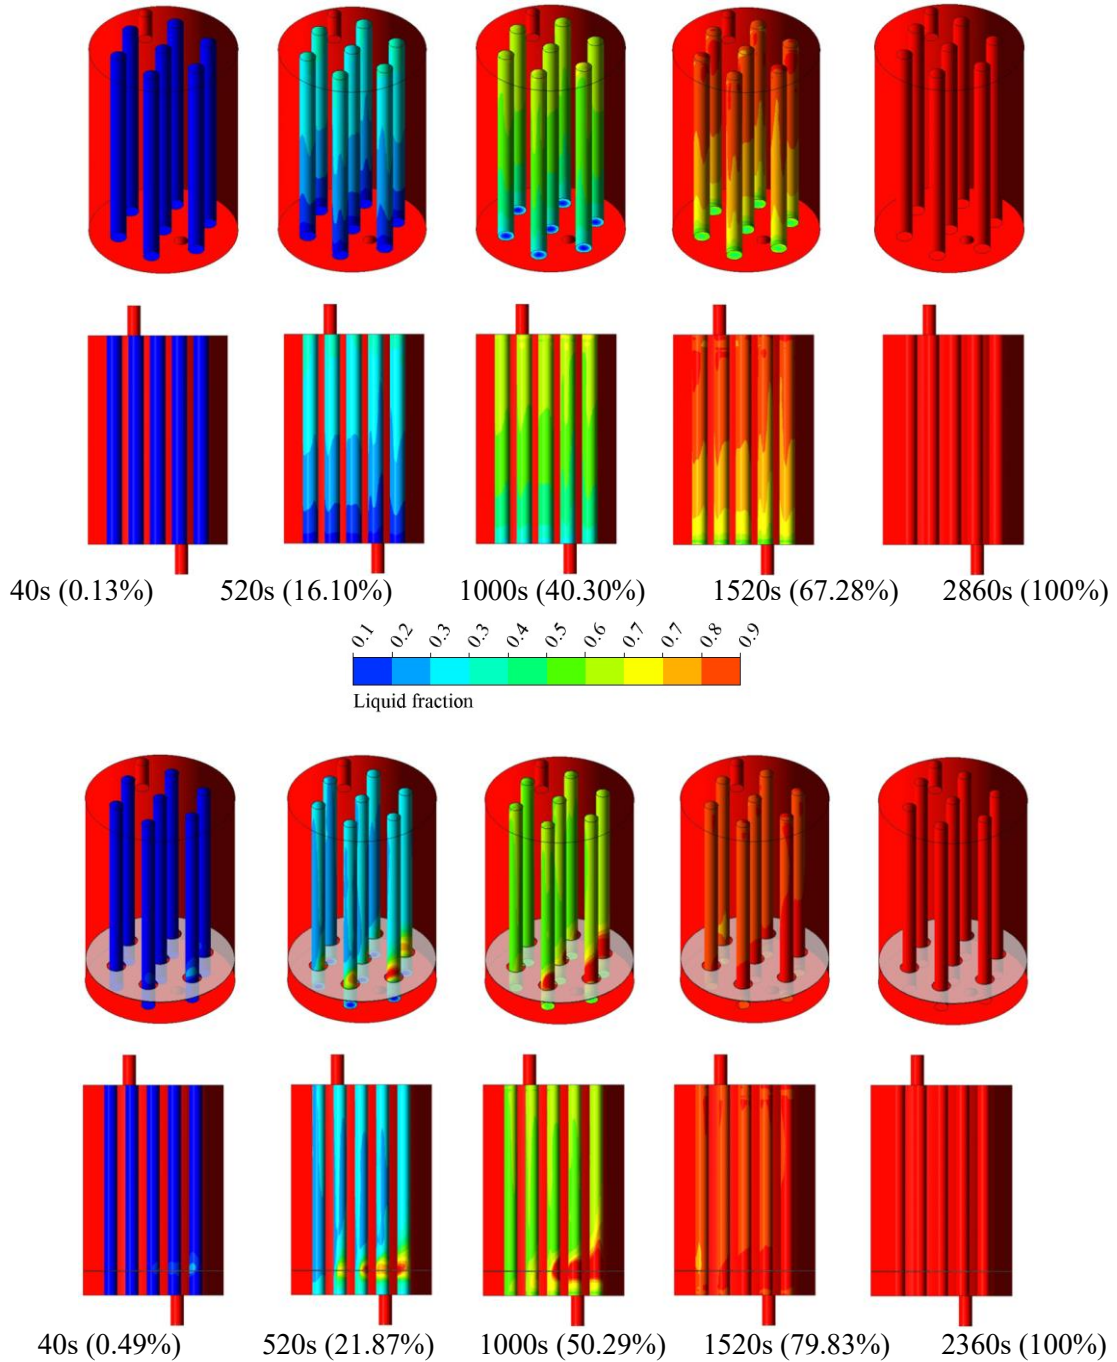 40s (0.13%) 520s (16.10%) 1000s (40.30%) 1520s (67.28%) 2860s (100%)
0.1 0.2 0.3 0.3 0.4 0.5 0.6 0.7 0.7 0.8 0.9
Liquid fraction
40s (0.49%) 520s (21.87%) 1000s (50.29%) 1520s (79.83%) 2360s (100%)